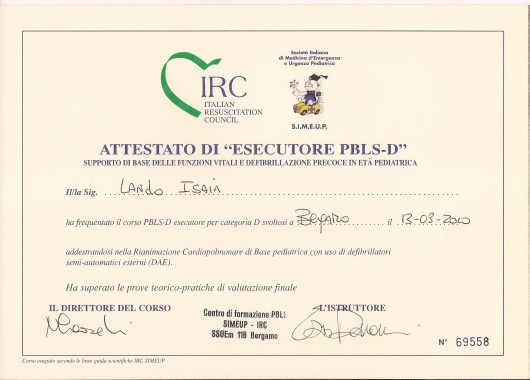 IRC
ITALIAN
RESUSCITATION
COUNCIL
Società Italiana
di Medicina d'Emergenza
e Urgenza Pediatrica
S.I.M.E.U.P.
ATTESTATO DI “ESECUTORE PBLS-D”
SUPPORTO DI BASE DELLE FUNZIONI VITALI E DEFIBRILLAZIONE PRECOCE IN ETÀ PEDIATRICA
Il/la Sig. LANDO ISAIA
ha frequentato il corso PBLS-D esecutore per categoria D svoltosi a BERGAMO il 13-03-2010
addestrandosi nella Rianimazione Cardiopolmonare di Base pediatrica con uso di defibrillatori
semi-automatici esterni (DAE).
Ha superato le prove teorico-pratiche di valutazione finale
IL DIRETTORE DEL CORSO
Centro di formazione PBLS
SIMEUP - IRC
SSUEm 118 Bergamo
L'ISTRUTTORE
N° 69558
Corso eseguito secondo le linee guida scientifiche IRC-SIMEUP